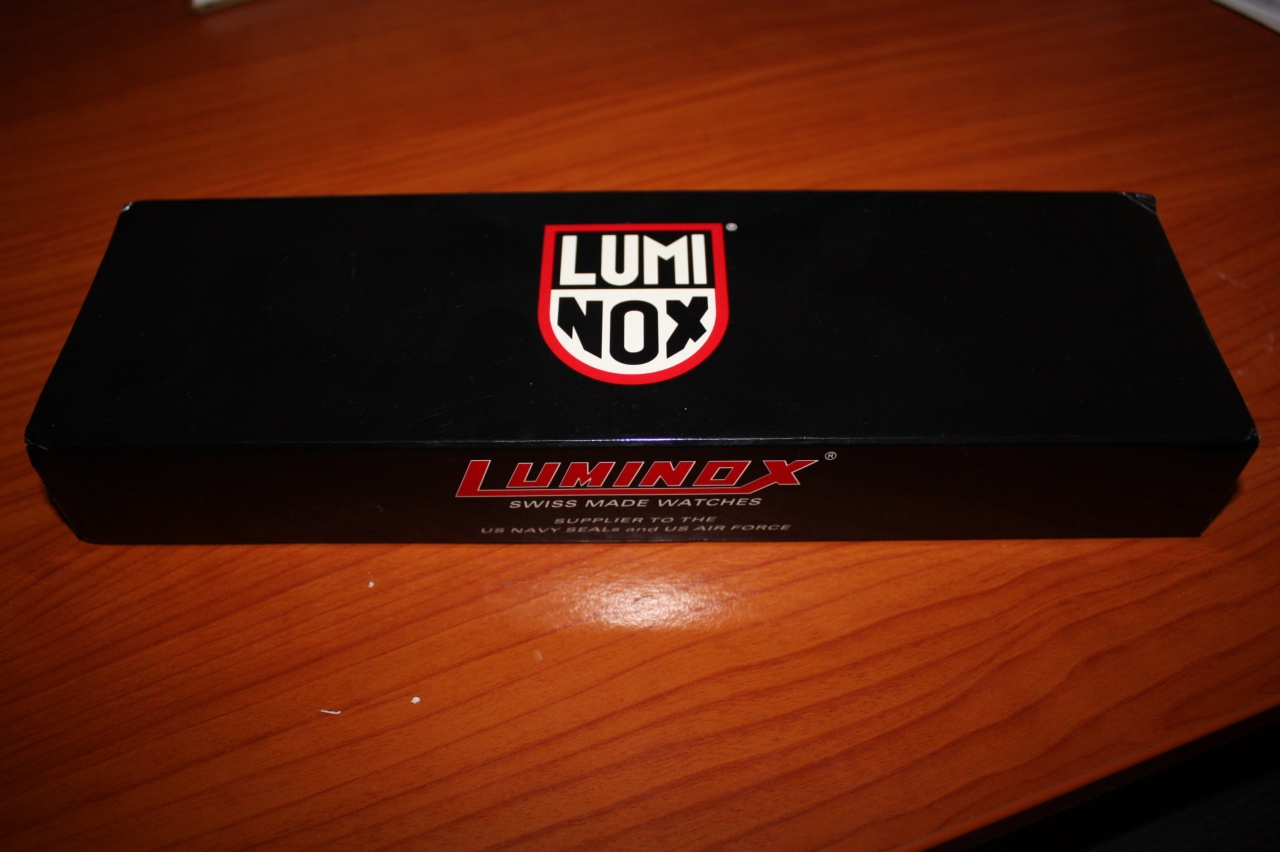 LUMI
NOX
®
LUMINOX®
SWISS MADE WATCHES
SUPPLIER TO THE
US NAVY SEALs and US AIR FORCE